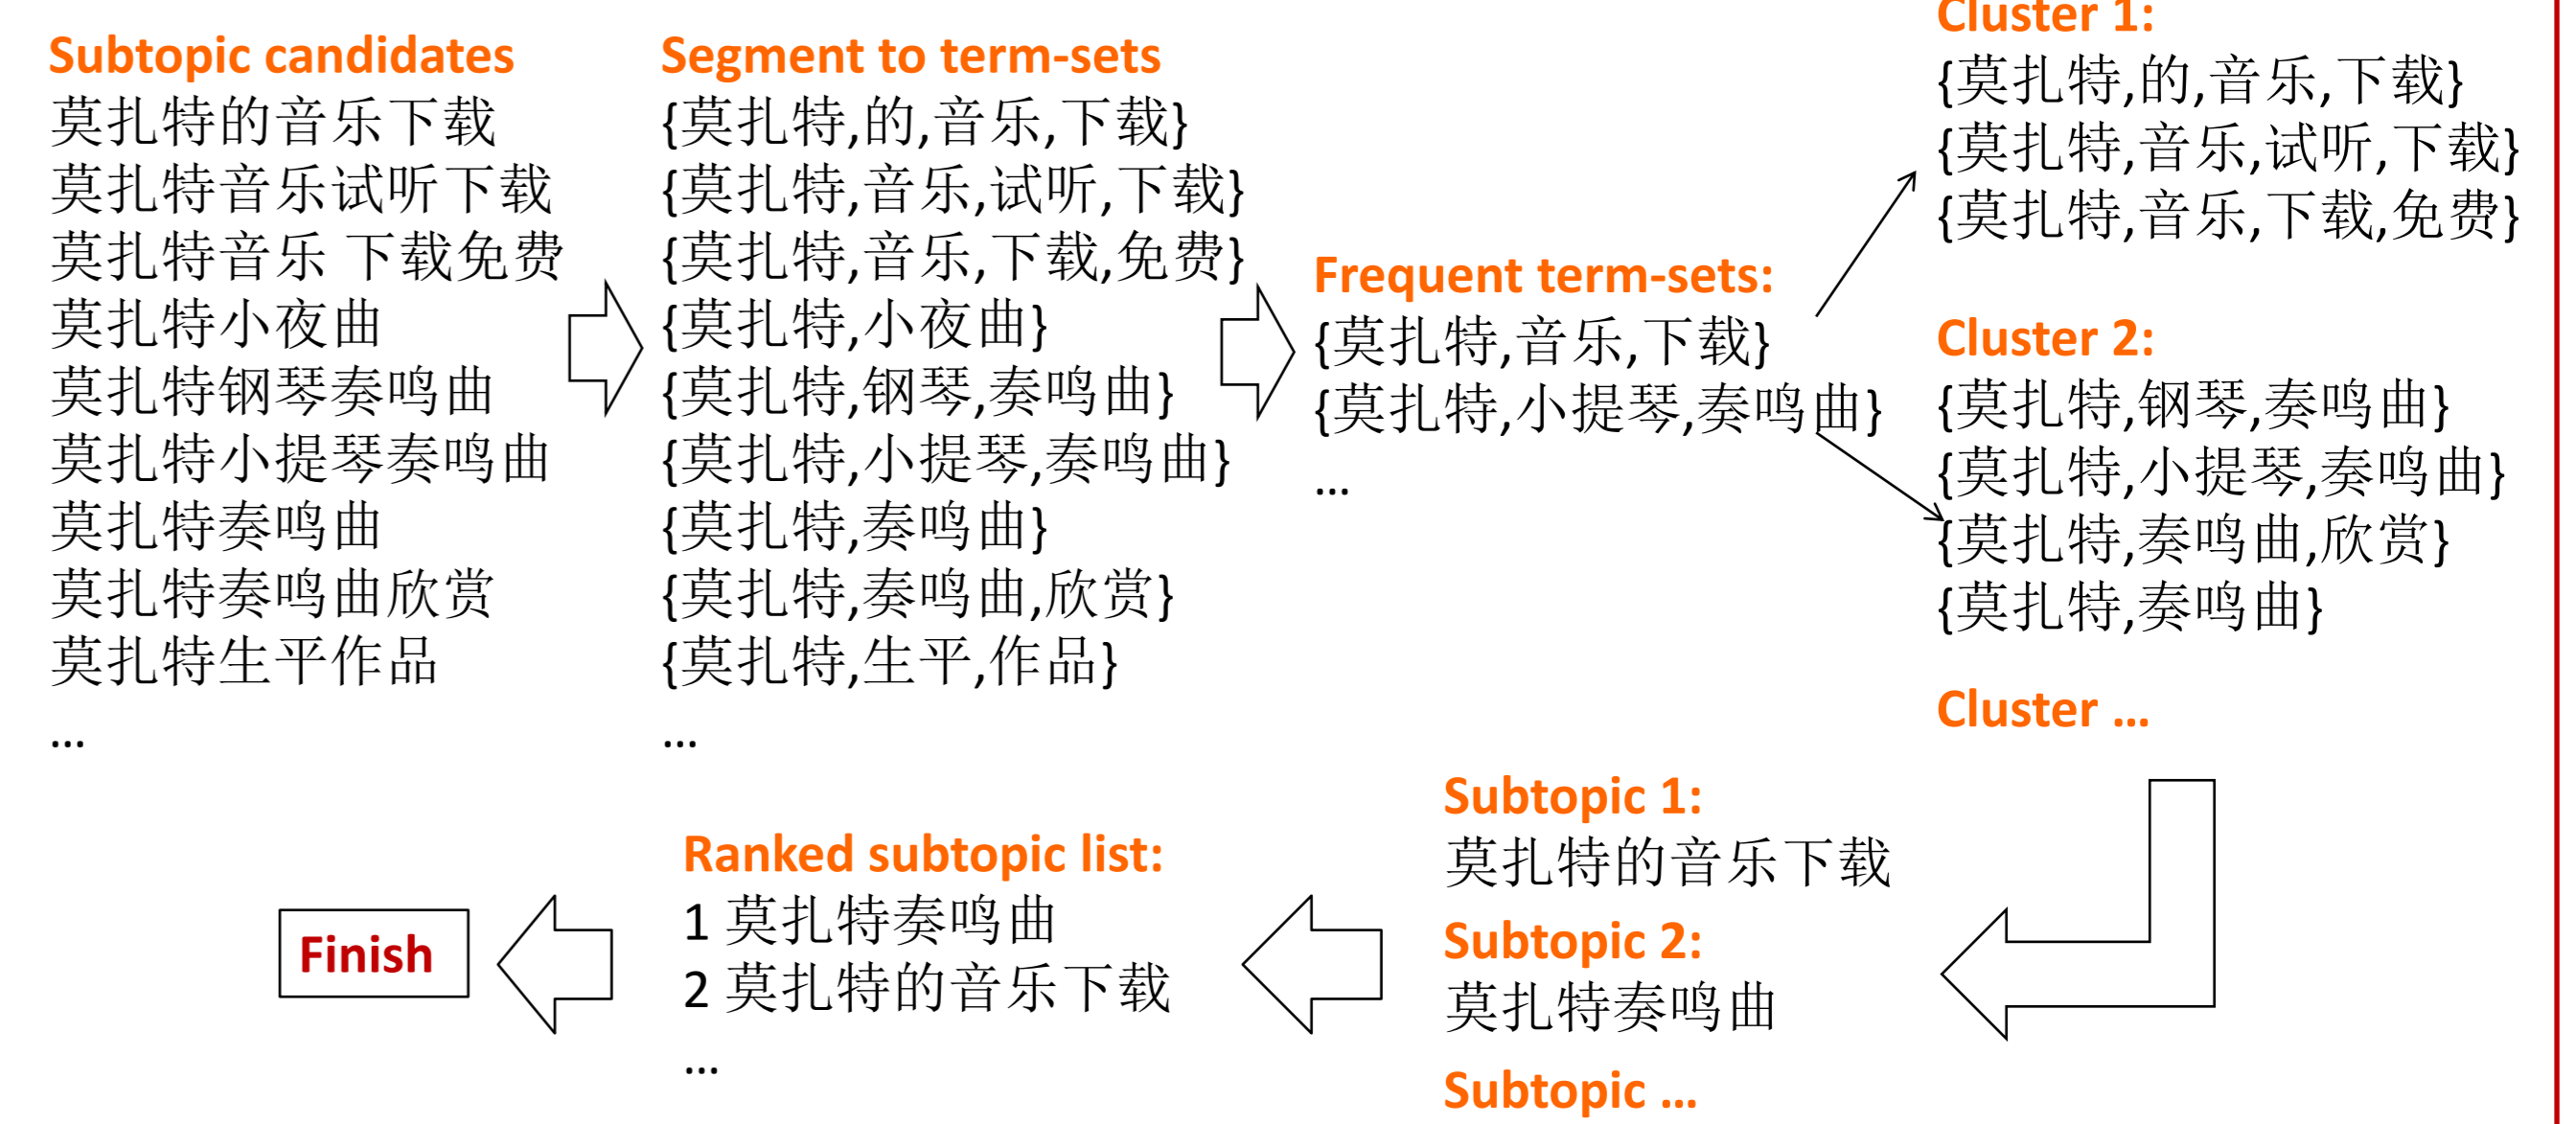 Subtopic candidates
莫扎特的音乐下载
莫扎特音乐试听下载
莫扎特音乐 下载免费
莫扎特小夜曲
莫扎特钢琴奏鸣曲
莫扎特小提琴奏鸣曲
莫扎特奏鸣曲
莫扎特奏鸣曲欣赏
莫扎特生平作品
...
Segment to term-sets
{莫扎特,的,音乐,下载}
{莫扎特,音乐,试听,下载}
{莫扎特,音乐,下载,免费}
{莫扎特,小夜曲}
{莫扎特,钢琴,奏鸣曲}
{莫扎特,小提琴,奏鸣曲}
{莫扎特,奏鸣曲}
{莫扎特,奏鸣曲,欣赏}
{莫扎特,生平,作品}
...
Frequent term-sets:
{莫扎特,音乐,下载}
{莫扎特,小提琴,奏鸣曲}
...
Cluster 1:
{莫扎特,的,音乐,下载}
{莫扎特,音乐,试听,下载}
{莫扎特,音乐,下载,免费}
Cluster 2:
{莫扎特,钢琴,奏鸣曲}
{莫扎特,小提琴,奏鸣曲}
{莫扎特,奏鸣曲,欣赏}
{莫扎特,奏鸣曲}
Cluster ...
Subtopic 1:
莫扎特的音乐下载
Subtopic 2:
莫扎特奏鸣曲
Subtopic ...
Ranked subtopic list:
1 莫扎特奏鸣曲
2 莫扎特的音乐下载
...
Finish